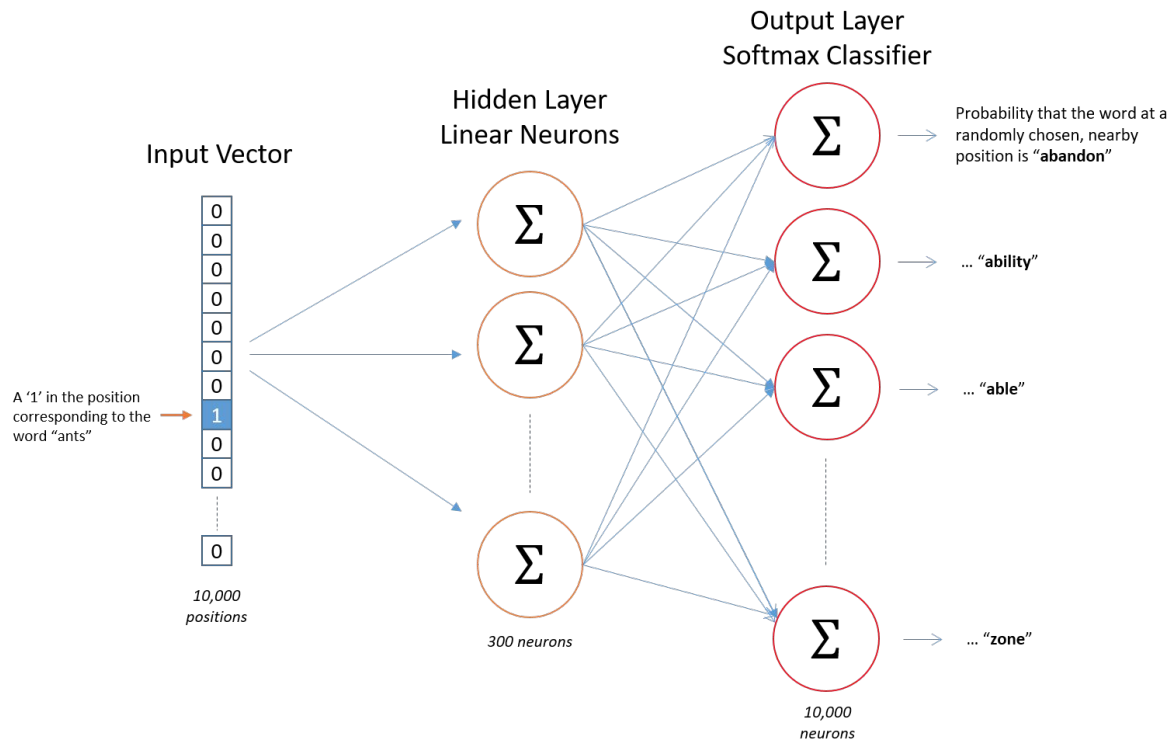 Output Layer
Softmax Classifier
Hidden Layer
Linear Neurons
Input Vector
Probability that the word at a
randomly chosen, nearby
position is “abandon”
Σ
Σ
Σ
Σ
Σ
Σ
Σ
0
0
0
0
0
0
0
1
0
0
0
A ‘1’ in the position
corresponding to the
word “ants”
… “ability”
… “able”
… “zone”
10,000
positions
300 neurons
10,000
neurons